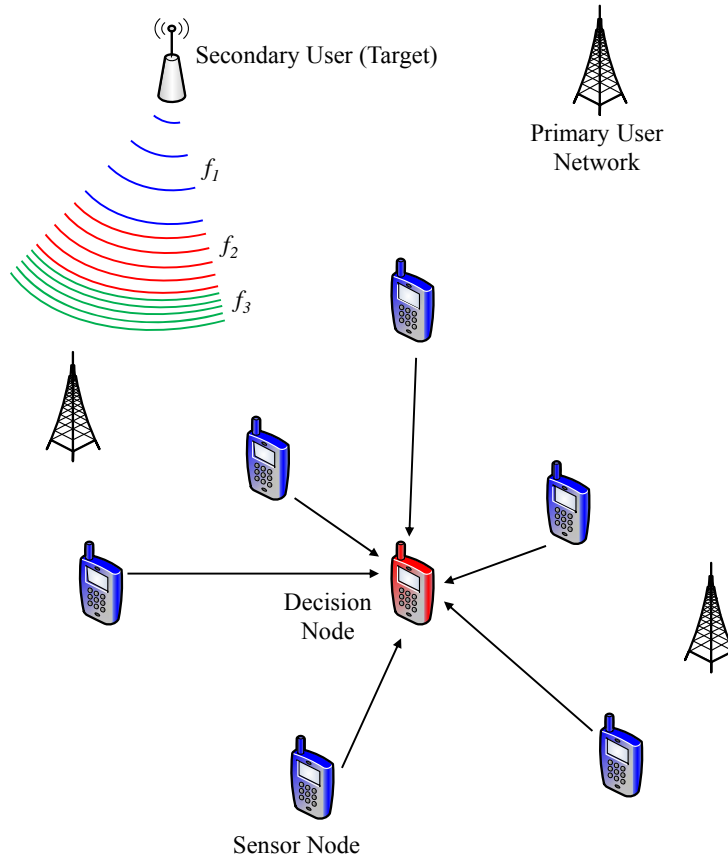 Secondary User (Target)
Primary User
Network
f1
f2
f3
Decision
Node
Sensor Node